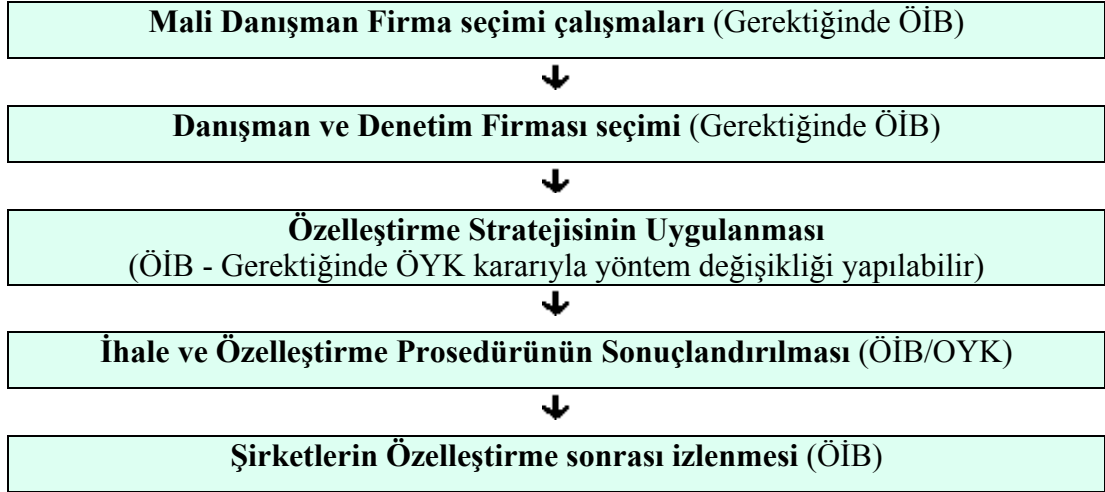 Mali Danışman Firma seçimi çalışmaları (Gerektiğinde ÖİB)
Danışman ve Denetim Firması seçimi (Gerektiğinde ÖİB)
Özelleştirme Stratejisinin Uygulanması
(ÖİB - Gerektiğinde ÖYK kararıyla yöntem değişikliği yapılabilir)
İhale ve Özelleştirme Prosedürünün Sonuçlandırılması (ÖİB/OYK)
Şirketlerin Özelleştirme sonrası izlenmesi (ÖİB)